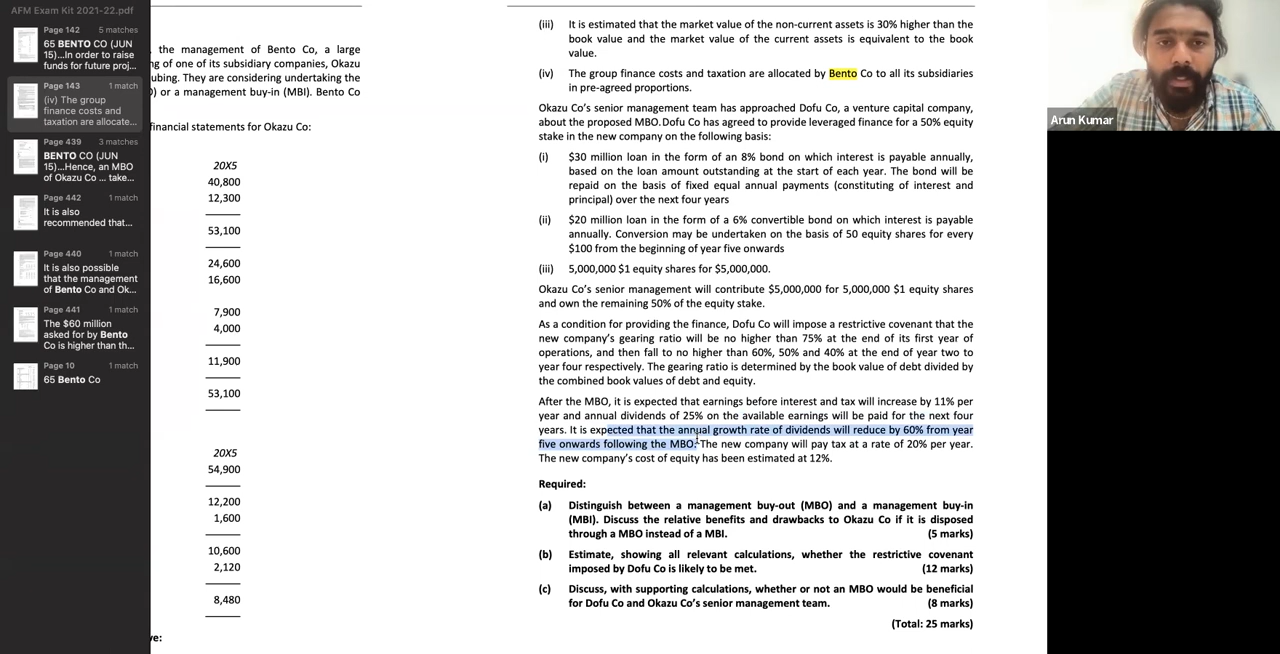 AFM Exam Kit 2021-22.pdf
Page 142 5 matches
65 BENTO CO (JUN
15)...In order to raise
funds for future proj...
Page 143 1 match
(iv) The group
finance costs and
taxation are allocate...
Page 439 3 matches
BENTO CO (JUN
15)...Hence, an MBO
of Okazu Co ... take...
Page 442 1 match
It is also
recommended that...
Page 440 1 match
It is also possible
that the management
of Bento Co and Ok...
Page 441 1 match
The $60 million
asked for by Bento
Co is higher than th...
Page 10 1 match
65 Bento Co
, the management of Bento Co, a large
ng of one of its subsidiary companies, Okazu
ubing. They are considering undertaking the
) or a management buy-in (MBI). Bento Co
financial statements for Okazu Co:
20X5
40,800
12,300
53,100
24,600
16,600
7,900
4,000
11,900
53,100
20X5
54,900
12,200
1,600
10,600
2,120
8,480
ve:
(iii) It is estimated that the market value of the non-current assets is 30% higher than the
book value and the market value of the current assets is equivalent to the book
value.
(iv) The group finance costs and taxation are allocated by Bento Co to all its subsidiaries
in pre-agreed proportions.
Okazu Co's senior management team has approached Dofu Co, a venture capital company,
about the proposed MBO. Dofu Co has agreed to provide leveraged finance for a 50% equity
stake in the new company on the following basis:
(i) $30 million loan in the form of an 8% bond on which interest is payable annually,
based on the loan amount outstanding at the start of each year. The bond will be
repaid on the basis of fixed equal annual payments (constituting of interest and
principal) over the next four years
(ii) $20 million loan in the form of a 6% convertible bond on which interest is payable
annually. Conversion may be undertaken on the basis of 50 equity shares for every
$100 from the beginning of year five onwards
(iii) 5,000,000 $1 equity shares for $5,000,000.
Okazu Co's senior management will contribute $5,000,000 for 5,000,000 $1 equity shares
and own the remaining 50% of the equity stake.
As a condition for providing the finance, Dofu Co will impose a restrictive covenant that the
new company's gearing ratio will be no higher than 75% at the end of its first year of
operations, and then fall to no higher than 60%, 50% and 40% at the end of year two to
year four respectively. The gearing ratio is determined by the book value of debt divided by
the combined book values of debt and equity.
After the MBO, it is expected that earnings before interest and tax will increase by 11% per
year and annual dividends of 25% on the available earnings will be paid for the next four
years. It is expected that the annual growth rate of dividends will reduce by 60% from year
five onwards following the MBO. The new company will pay tax at a rate of 20% per year.
The new company's cost of equity has been estimated at 12%.
Required:
(a) Distinguish between a management buy-out (MBO) and a management buy-in
(MBI). Discuss the relative benefits and drawbacks to Okazu Co if it is disposed
through a MBO instead of a MBI. (5 marks)
(b) Estimate, showing all relevant calculations, whether the restrictive covenant
imposed by Dofu Co is likely to be met. (12 marks)
(c) Discuss, with supporting calculations, whether or not an MBO would be beneficial
for Dofu Co and Okazu Co's senior management team. (8 marks)
(Total: 25 marks)
Arun Kumar